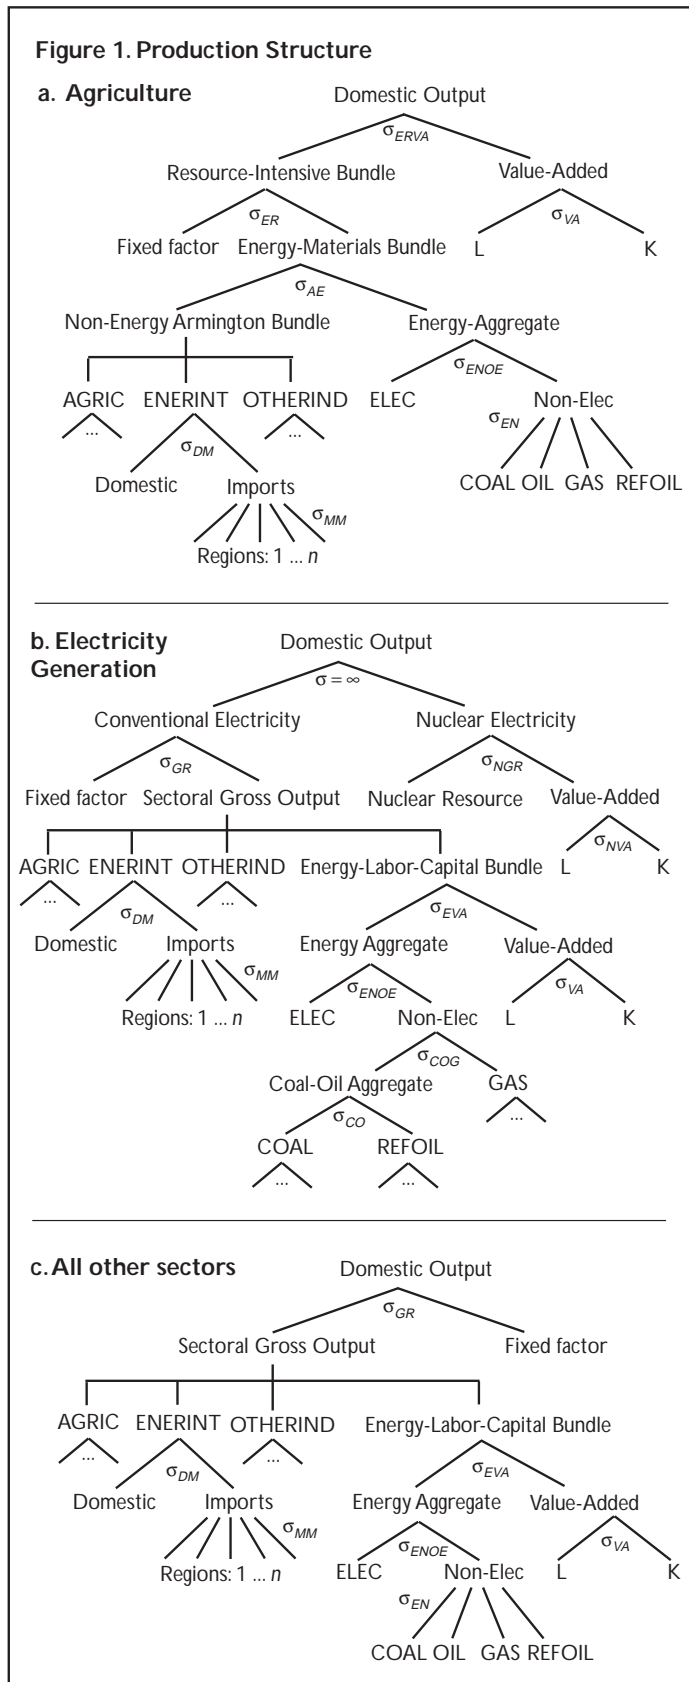 Figure 1. Production Structure
a. Agriculture
Domestic Output
σERVA
Resource-Intensive Bundle Value-Added
σER σVA
Fixed factor Energy-Materials Bundle L K
σAE
Non-Energy Armington Bundle Energy-Aggregate
σENOE
AGRIC ENERINT OTHERIND ELEC Non-Elec
... ... σEN
σDM
Domestic Imports COAL OIL GAS REFOIL
σMM
Regions: 1 ... n
b. Electricity
Generation
Domestic Output
σ = ∞
Conventional Electricity Nuclear Electricity
σGR σNGR
Fixed factor Sectoral Gross Output Nuclear Resource Value-Added
σNVA
AGRIC ENERINT OTHERIND Energy-Labor-Capital Bundle L K
... ...
σDM σEVA
Domestic Imports Energy Aggregate Value-Added
σMM σENOE σVA
Regions: 1 ... n ELEC Non-Elec L K
σCOG
Coal-Oil Aggregate GAS
σCO ...
COAL REFOIL
... ...
c. All other sectors
Domestic Output
σGR
Sectoral Gross Output Fixed factor
AGRIC ENERINT OTHERIND Energy-Labor-Capital Bundle
... ...
σDM σEVA
Domestic Imports Energy Aggregate Value-Added
σMM σENOE σVA
Regions: 1 ... n ELEC Non-Elec L K
σEN
COAL OIL GAS REFOIL